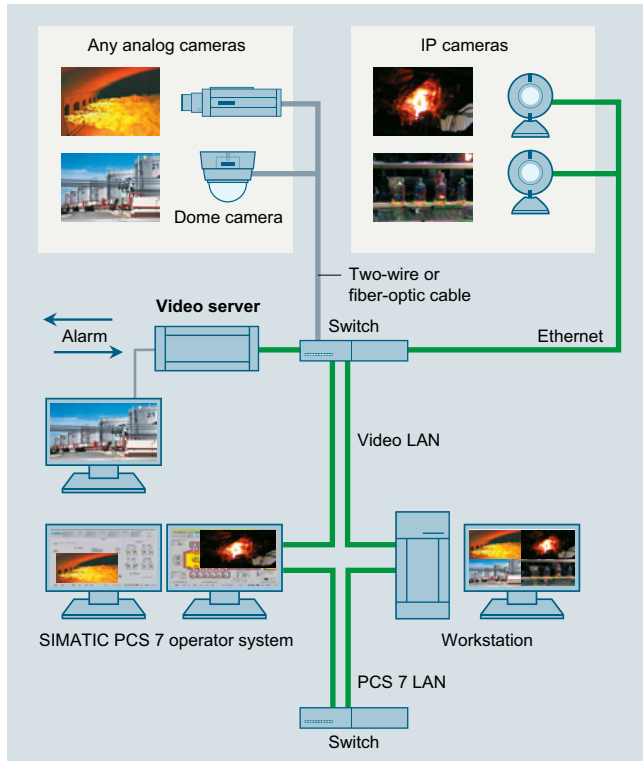 Any analog cameras
IP cameras
Dome camera
Two-wire or
fiber-optic cable
Video server
Switch
Alarm
Ethernet
Video LAN
SIMATIC PCS 7 operator system
Workstation
PCS 7 LAN
Switch